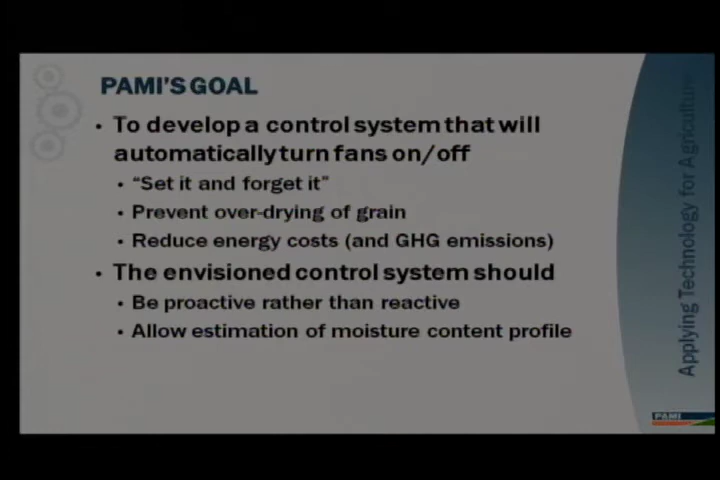 PAMI'S GOAL
• To develop a control system that will
automatically turn fans on/off
• "Set it and forget it"
• Prevent over-drying of grain
• Reduce energy costs (and GHG emissions)
• The envisioned control system should
• Be proactive rather than reactive
• Allow estimation of moisture content profile
Applying Technology for Agriculture
PAMI